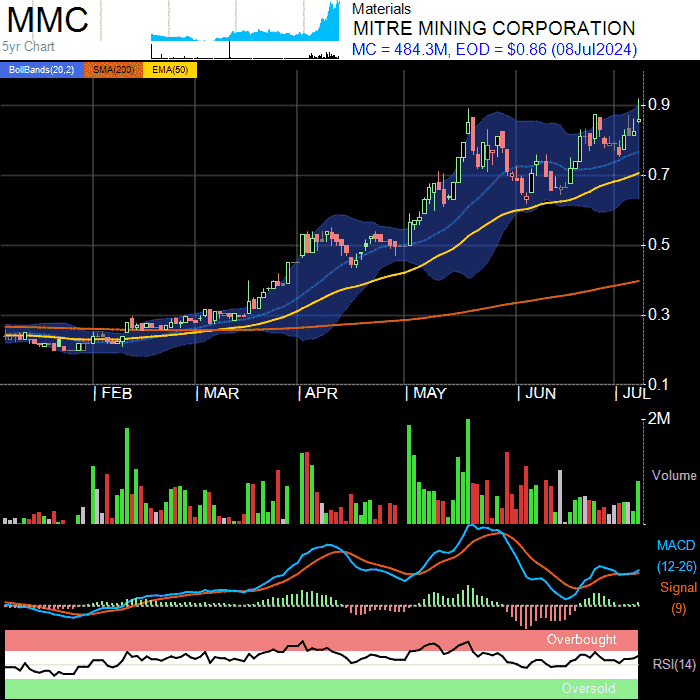 MMC
5yr Chart
Materials
MITRE MINING CORPORATION
MC = 484.3M, EOD = $0.86 (08Jul2024)
BollBands(20,2) SMA(200) EMA(50)
0.9
0.7
0.5
0.3
0.1
| FEB | MAR | APR | MAY | JUN | JUL
2M
Volume
MACD
(12-26)
Signal
(9)
Overbought
RSI(14)
Oversold